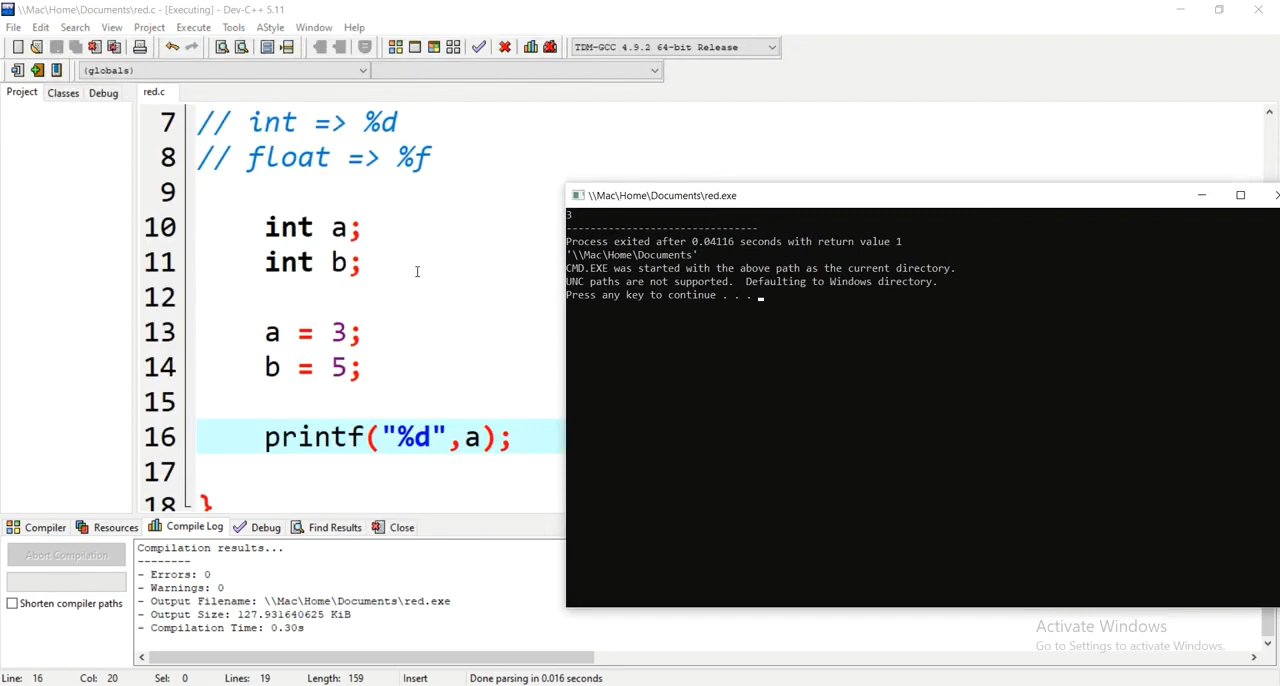 \\Mac\Home\Documents\red.c - [Executing] - Dev-C++ 5.11
File Edit Search View Project Execute Tools AStyle Window Help
TDM-GCC 4.9.2 64-bit Release
(globals)
Project Classes Debug
red.c
7 // int => %d
8 // float => %f
9
10 int a;
11 int b;
12
13 a = 3;
14 b = 5;
15
16 printf("%d",a);
17
18 }
\\Mac\Home\Documents\red.exe
3
--------------------------------
Process exited after 0.04116 seconds with return value 1
'\\Mac\Home\Documents'
CMD.EXE was started with the above path as the current directory.
UNC paths are not supported.  Defaulting to Windows directory.
Press any key to continue . . .
Compiler Resources Compile Log Debug Find Results Close
Abort Compilation
Shorten compiler paths
Compilation results...
--------
- Errors: 0
- Warnings: 0
- Output Filename: \\Mac\Home\Documents\red.exe
- Output Size: 127.931640625 KiB
- Compilation Time: 0.30s
Activate Windows
Go to Settings to activate Windows.
Line: 16 Col: 20 Sel: 0 Lines: 19 Length: 159 Insert Done parsing in 0.016 seconds